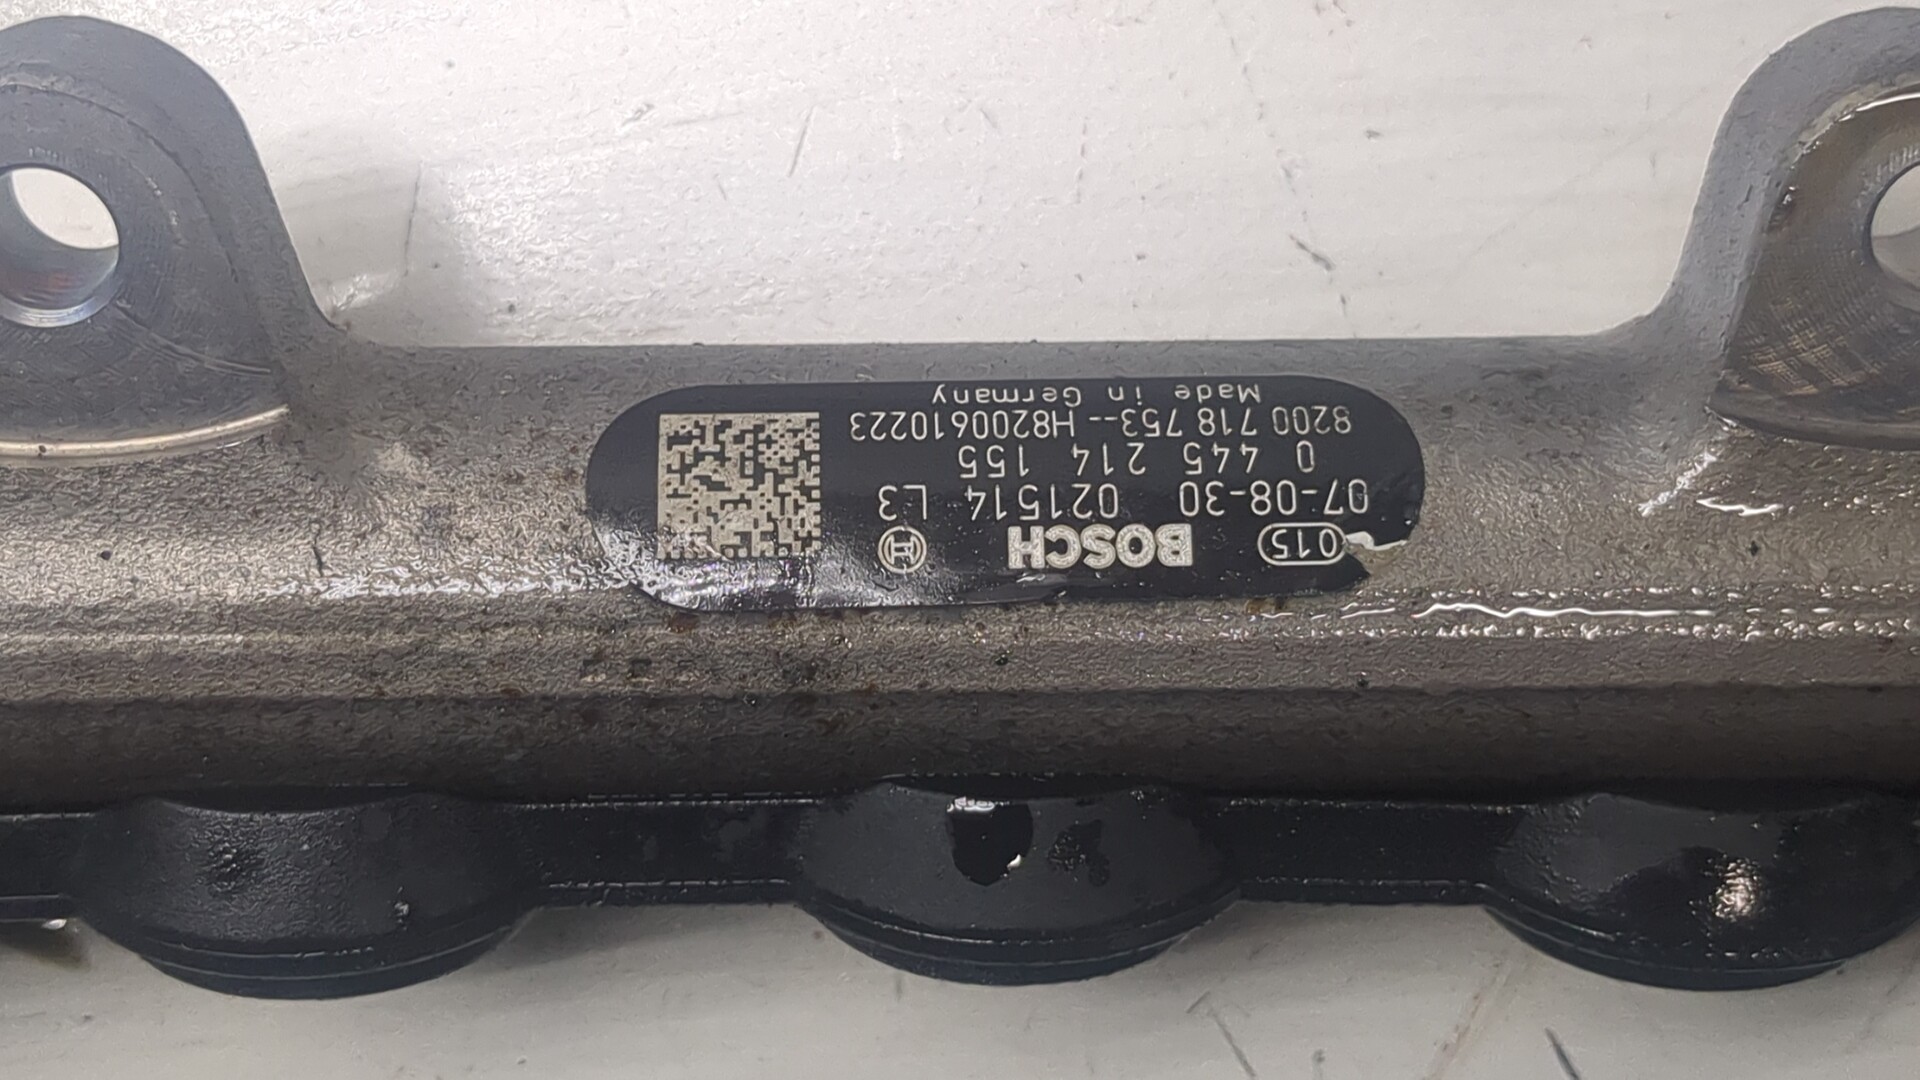 015 BOSCH
07-08-30 021514 L3
0 445 214 155
8200 718 753-- H8200610223
Made in Germany